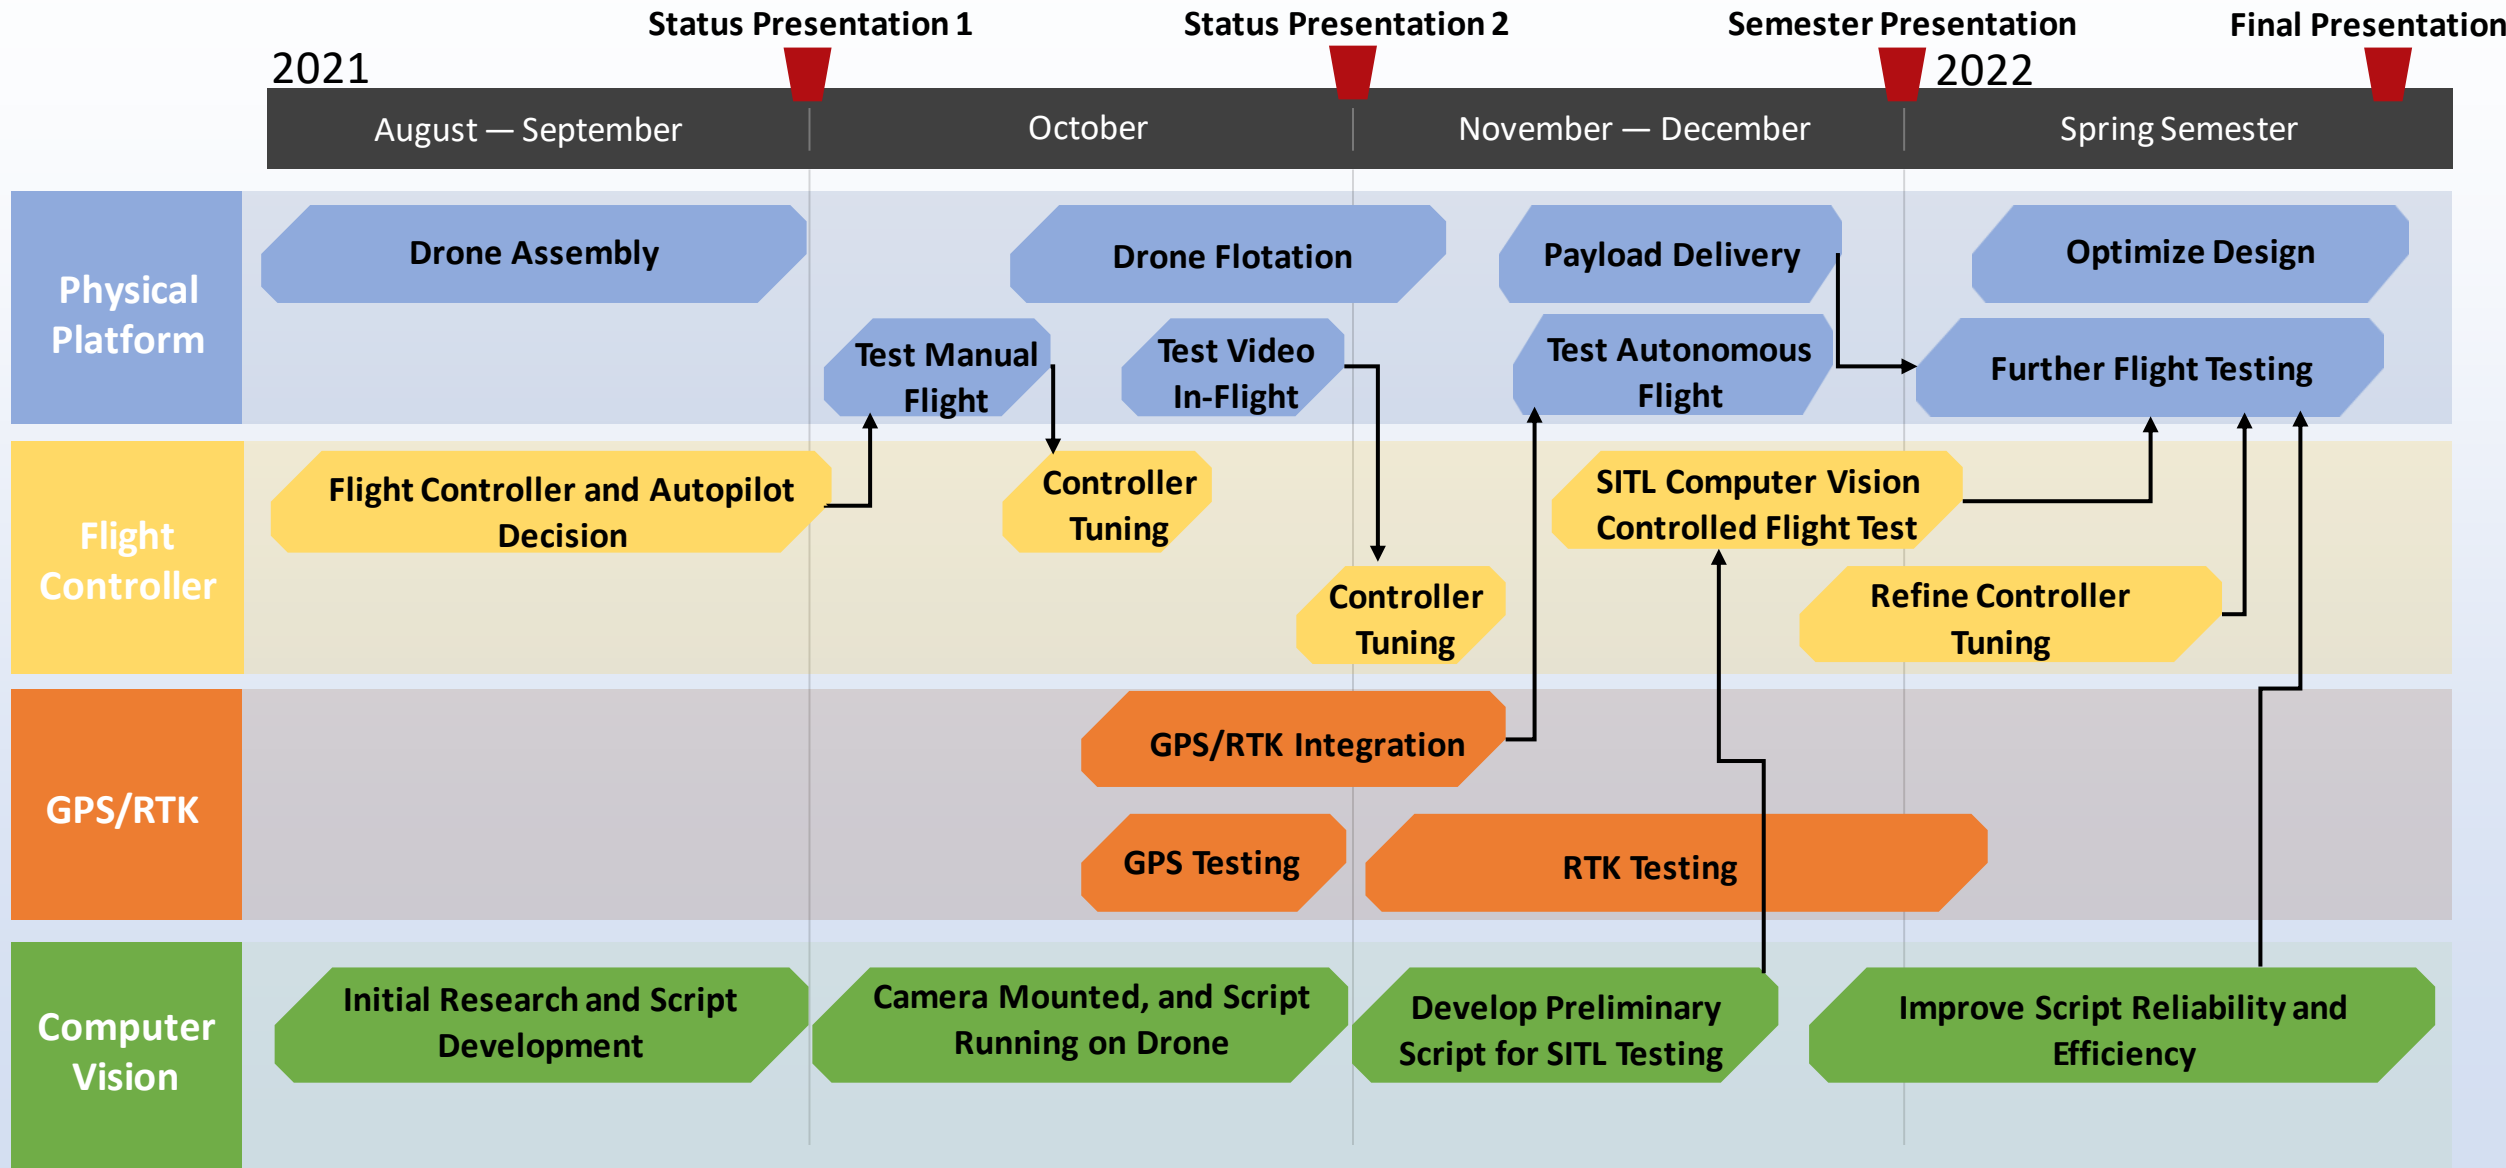 Status Presentation 1
Status Presentation 2
Semester Presentation
Final Presentation
2021
2022
August — September
October
November — December
Spring Semester
Physical
Platform
Drone Assembly
Drone Flotation
Payload Delivery
Optimize Design
Test Manual
Flight
Test Video
In-Flight
Test Autonomous
Flight
Further Flight Testing
Flight
Controller
Flight Controller and Autopilot
Decision
Controller
Tuning
SITL Computer Vision
Controlled Flight Test
Controller
Tuning
Refine Controller
Tuning
GPS/RTK
GPS/RTK Integration
GPS Testing
RTK Testing
Computer
Vision
Initial Research and Script
Development
Camera Mounted, and Script
Running on Drone
Develop Preliminary
Script for SITL Testing
Improve Script Reliability and
Efficiency